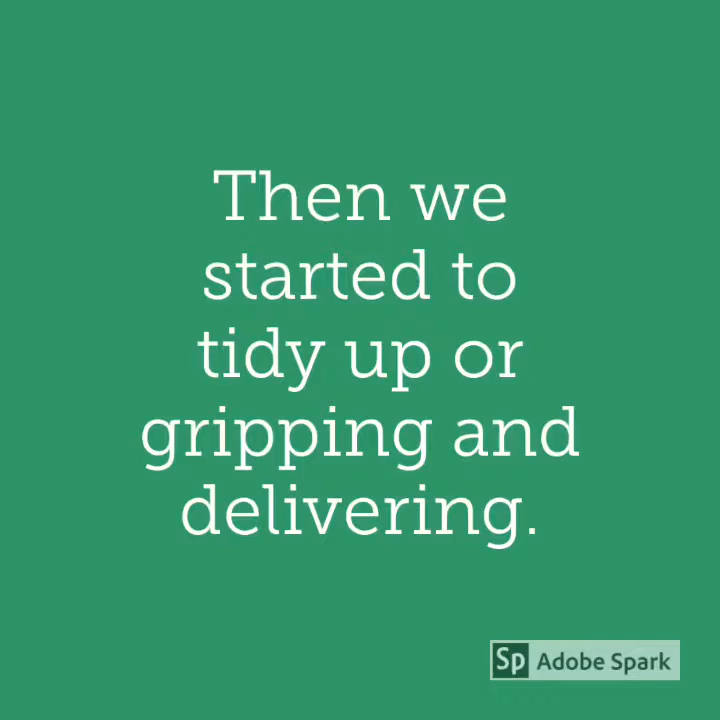 Then we
started to
tidy up or
gripping and
delivering.
Sp Adobe Spark